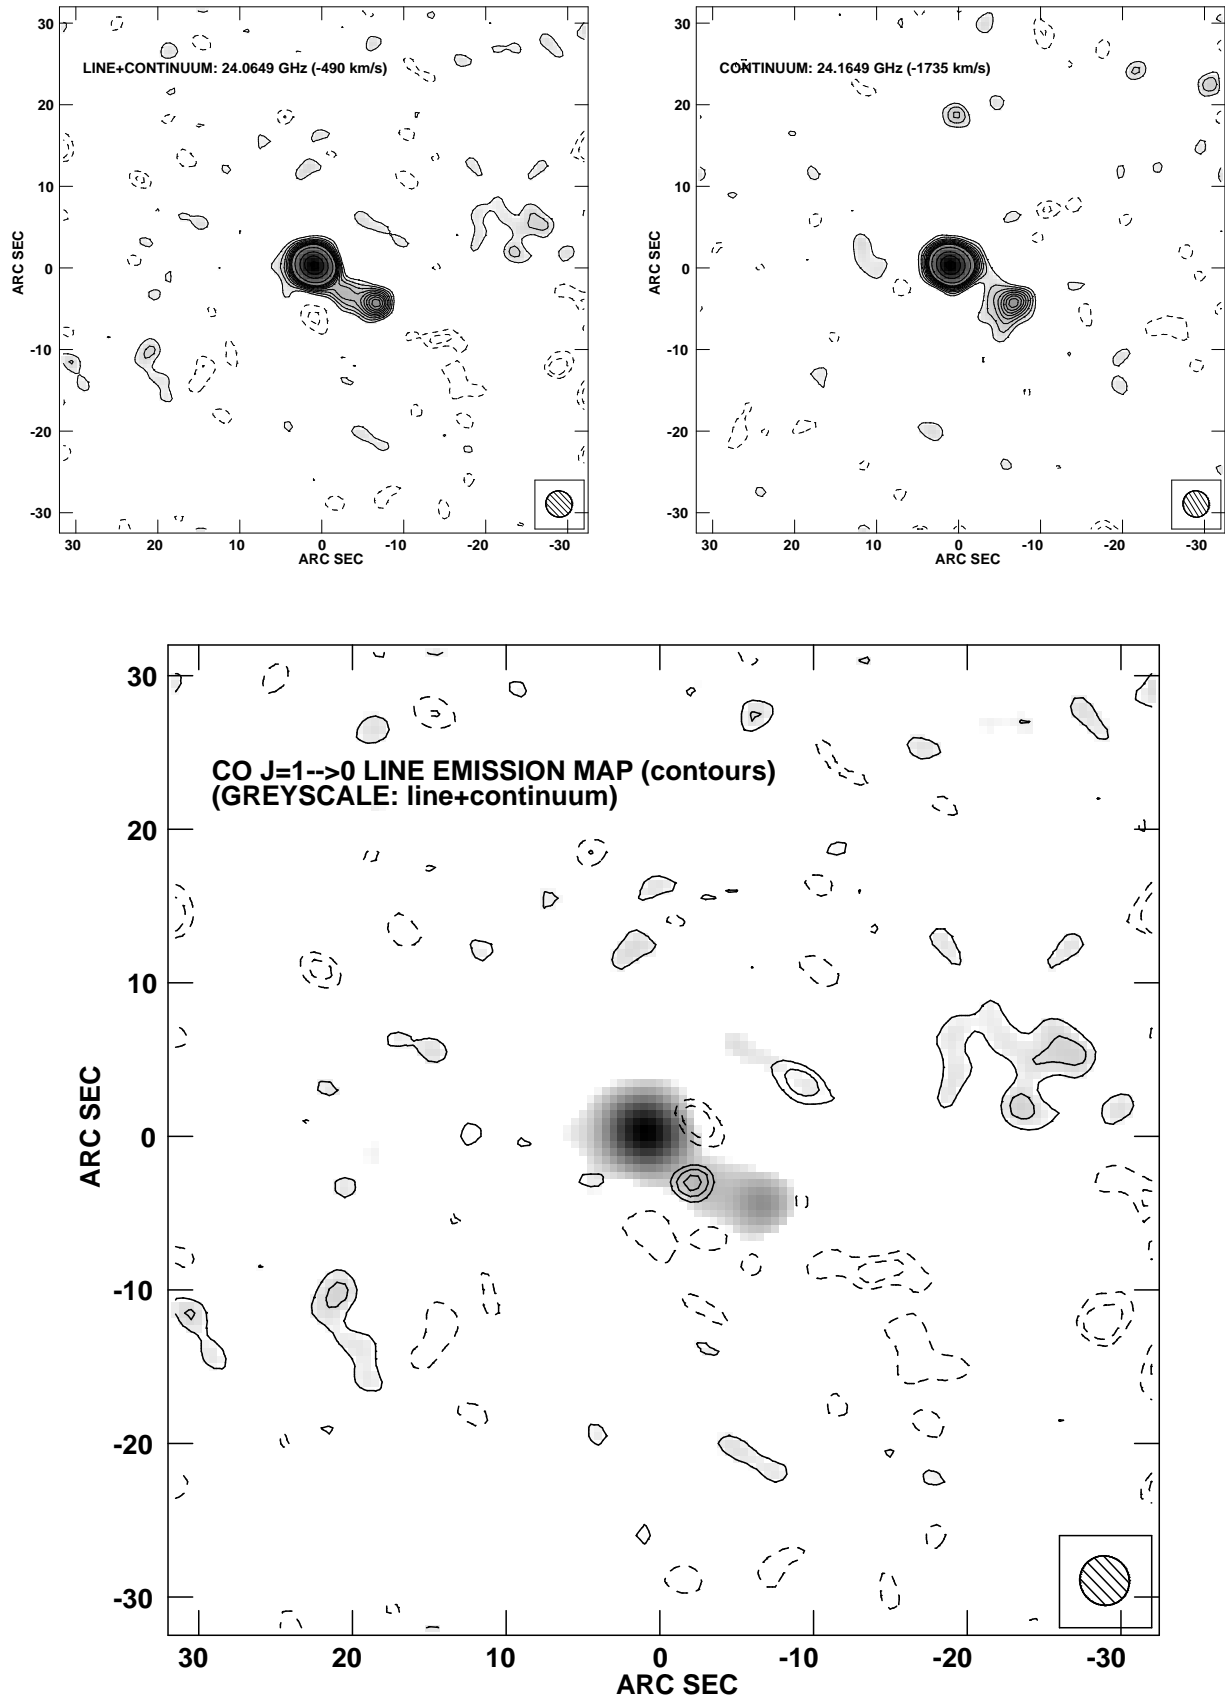 LINE+CONTINUUM: 24.0649 GHz (-490 km/s)
ARC SEC
30
20
10
0
-10
-20
-30
30 20 10 0 -10 -20 -30
ARC SEC
CONTINUUM: 24.1649 GHz (-1735 km/s)
ARC SEC
30
20
10
0
-10
-20
-30
30 20 10 0 -10 -20 -30
ARC SEC
CO J=1-->0 LINE EMISSION MAP (contours)
(GREYSCALE: line+continuum)
ARC SEC
30
20
10
0
-10
-20
-30
30 20 10 0 -10 -20 -30
ARC SEC